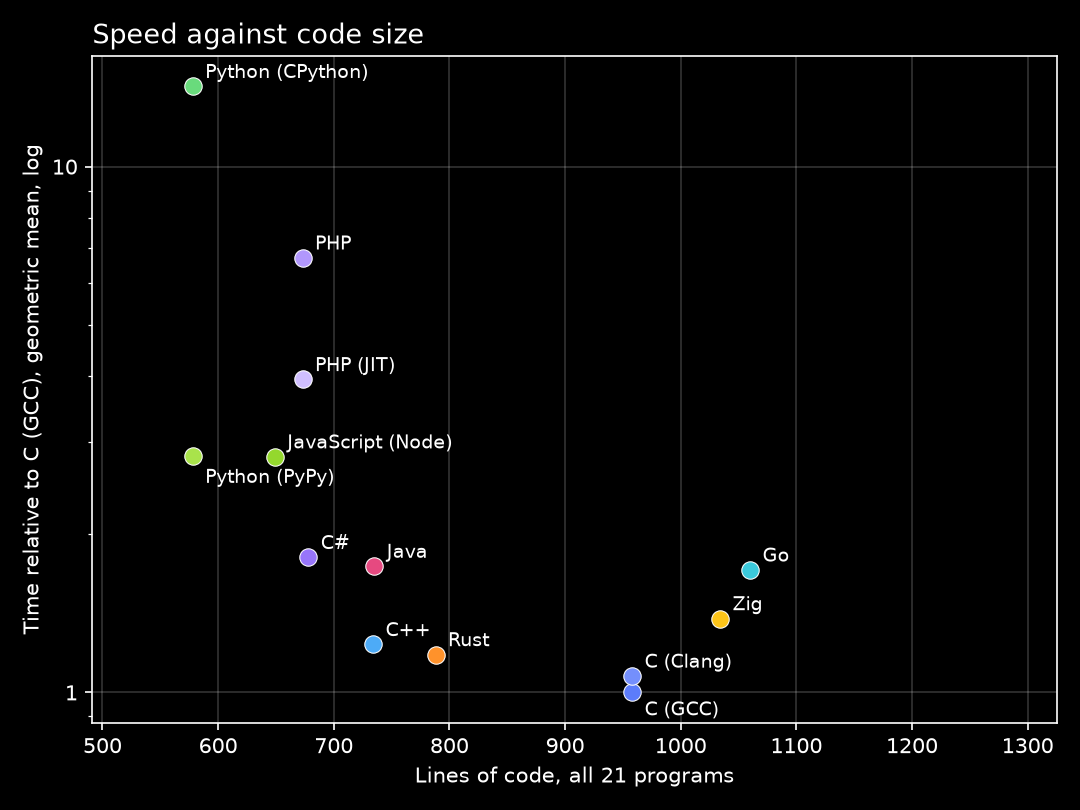 Speed against code size
Python (CPython)
10
PHP
PHP (JIT)
JavaScript (Node)
Python (PyPy)
C#
Java
Go
Zig
C++
Rust
C (Clang)
1
C (GCC)
Time relative to C (GCC), geometric mean, log
500 600 700 800 900 1000 1100 1200 1300
Lines of code, all 21 programs